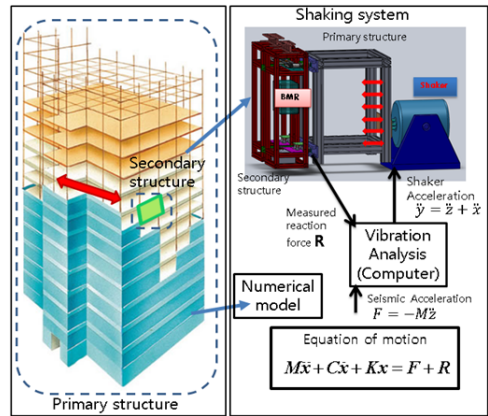 Shaking system
Primary structure
BMR
Shaker
Secondary
structure
Secondary
structure
Measured
reaction
force R
Shaker
Acceleration
ÿ = z̈ + ẍ
Vibration
Analysis
(Computer)
Numerical
model
Seismic Acceleration
F = −Mz̈
Equation of motion
Mẍ + Cẋ + Kx = F + R
Primary structure